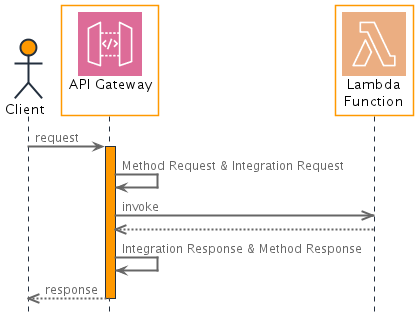 API Gateway
Lambda
Function
Client
request
Method Request & Integration Request
invoke
Integration Response & Method Response
response